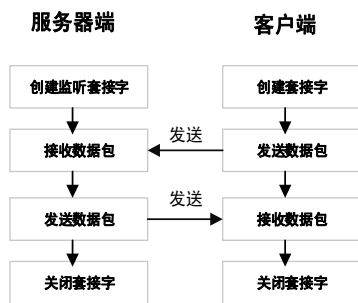 服务器端
客户端
创建监听套接字
创建套接字
发送
接收数据包
发送数据包
发送
发送数据包
接收数据包
关闭套接字
关闭套接字